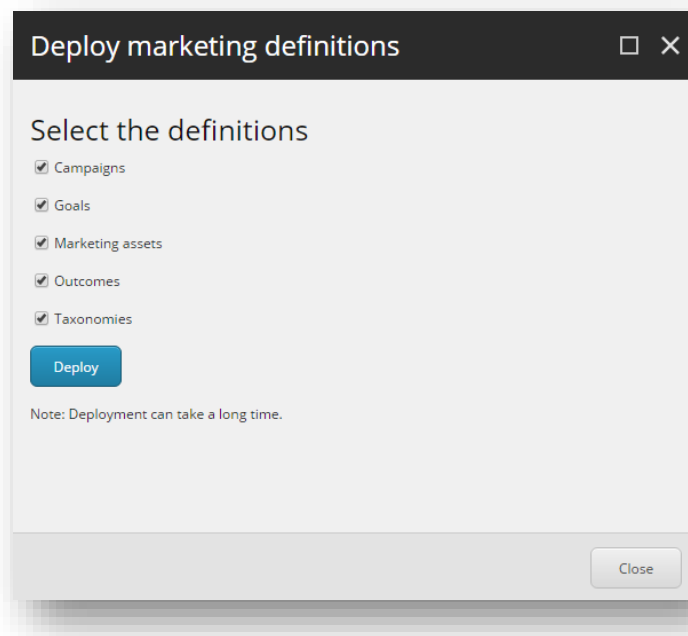 Deploy marketing definitions
Select the definitions
Campaigns
Goals
Marketing assets
Outcomes
Taxonomies
Deploy
Note: Deployment can take a long time.
Close